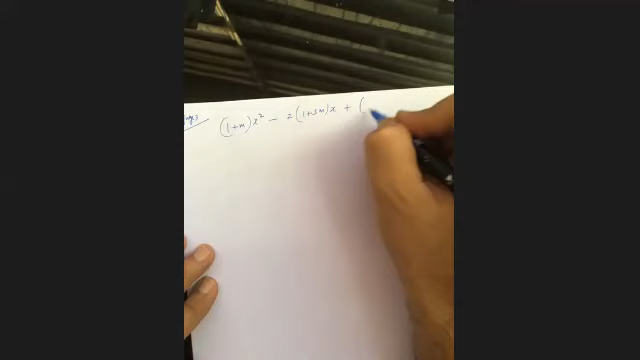 (1+m)x² - 2(1+3m)x + (